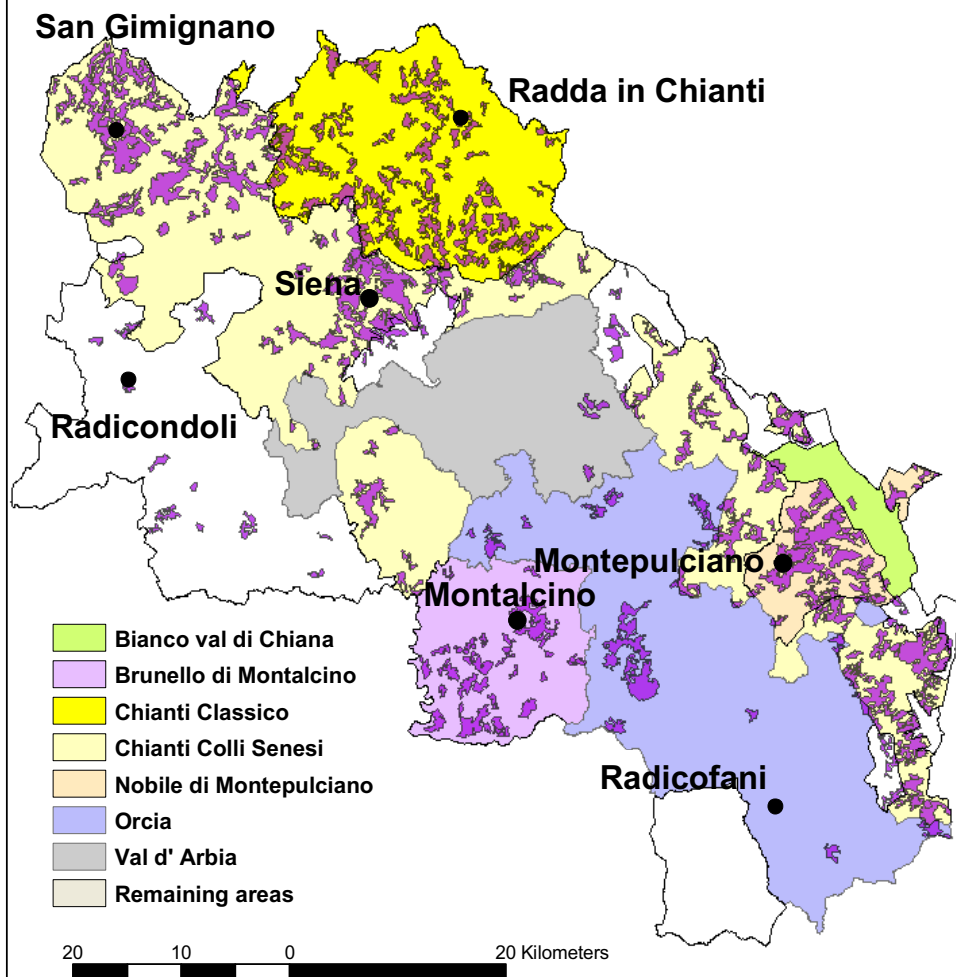 San Gimignano
Radda in Chianti
Siena
Radicondoli
Montepulciano
Montalcino
Radicofani
Bianco val di Chiana
Brunello di Montalcino
Chianti Classico
Chianti Colli Senesi
Nobile di Montepulciano
Orcia
Val d' Arbia
Remaining areas
20 10 0 20 Kilometers